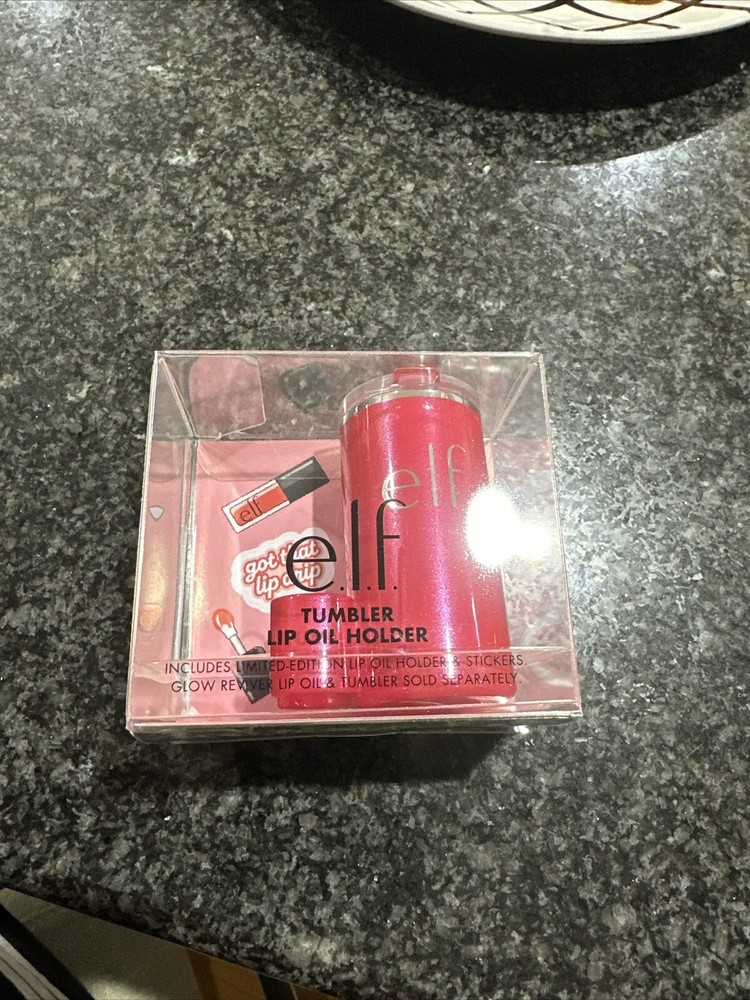 elf
elf
got that
lip drip
e.l.f.
TUMBLER
LIP OIL HOLDER
INCLUDES LIMITED-EDITION LIP OIL HOLDER & STICKERS
GLOW REVIVER LIP OIL & TUMBLER SOLD SEPARATELY.